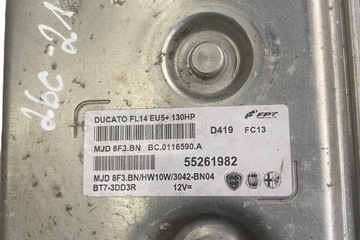 26C-21
DUCATO FL14 EU5+ 130HP
FPT
D419 FC13
MJD 8F3.BN BC.0116590.A
55261982
MJD 8F3.BN/HW10W/3042-BN04
BT7-3DD3R 12V=